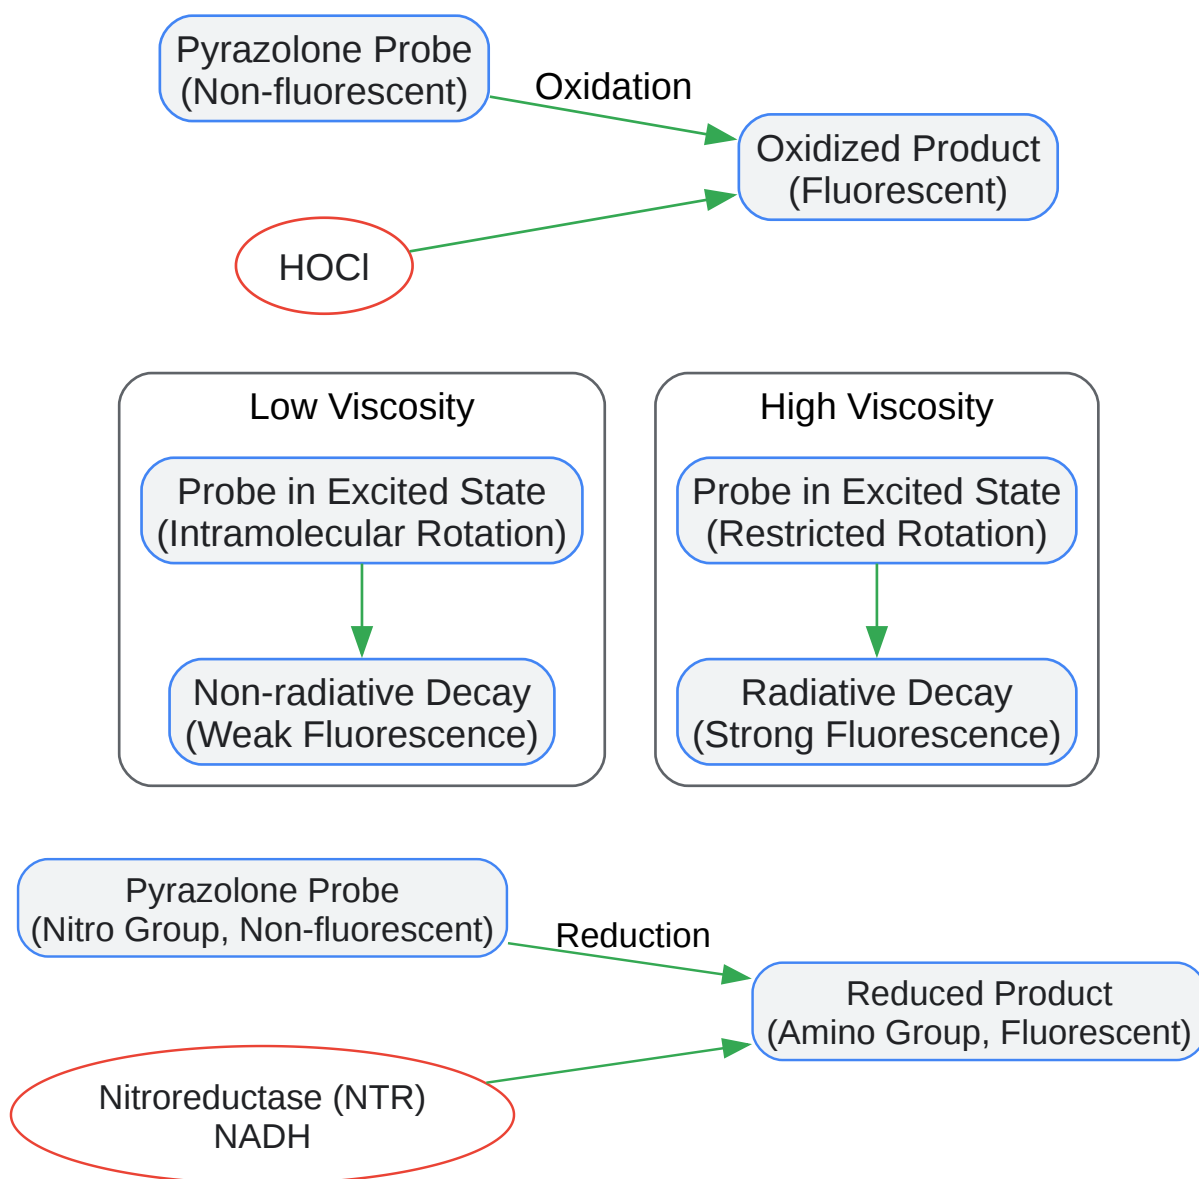 Pyrazolone Probe
(Non-fluorescent)
Oxidation
Oxidized Product
(Fluorescent)
HOCl
Low Viscosity
Probe in Excited State
(Intramolecular Rotation)
Non-radiative Decay
(Weak Fluorescence)
High Viscosity
Probe in Excited State
(Restricted Rotation)
Radiative Decay
(Strong Fluorescence)
Pyrazolone Probe
(Nitro Group, Non-fluorescent)
Reduction
Reduced Product
(Amino Group, Fluorescent)
Nitroreductase (NTR)
NADH